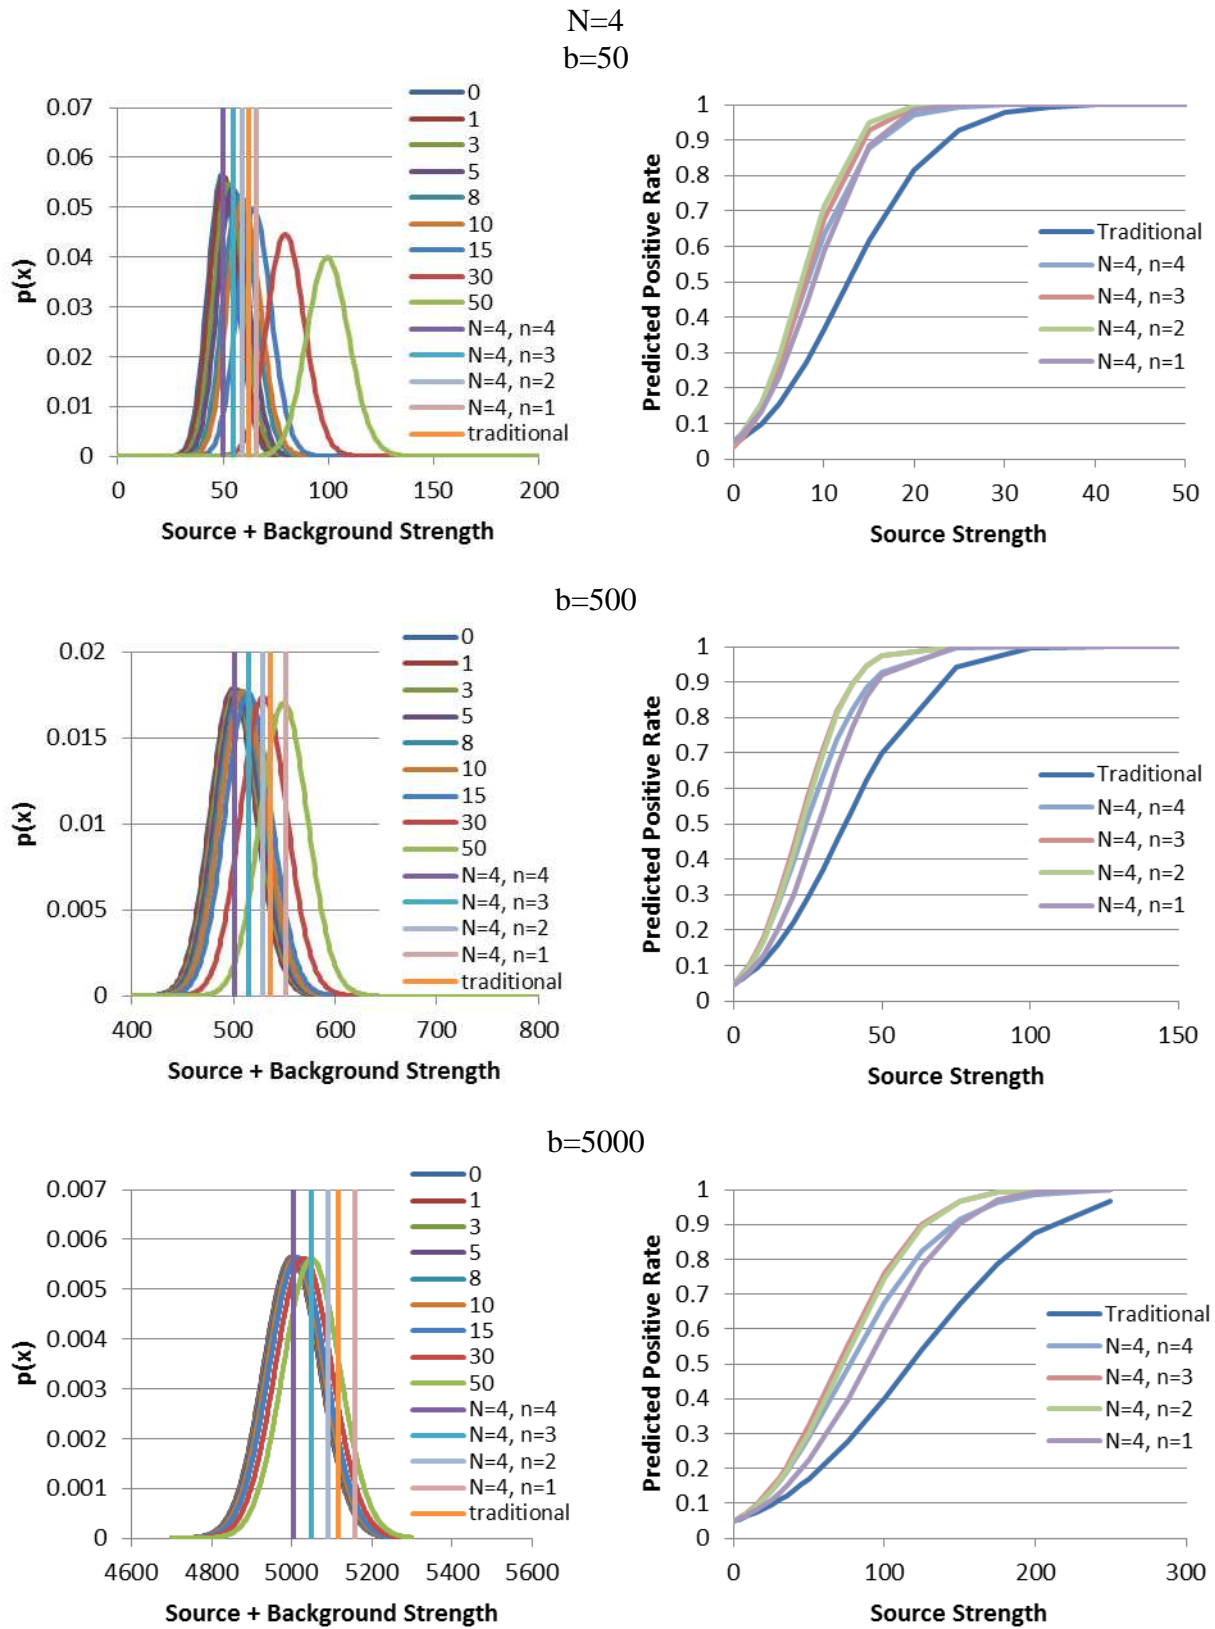 N=4
b=50
0.07
0.06
0.05
0.04
0.03
0.02
0.01
0
p(x)
0
50
100
150
200
Source + Background Strength
0
1
3
5
8
10
15
30
50
N=4, n=4
N=4, n=3
N=4, n=2
N=4, n=1
traditional
1
0.9
0.8
0.7
0.6
0.5
0.4
0.3
0.2
0.1
0
Predicted Positive Rate
0
10
20
30
40
50
Source Strength
Traditional
N=4, n=4
N=4, n=3
N=4, n=2
N=4, n=1
b=500
0.02
0.015
0.01
0.005
0
p(x)
400
500
600
700
800
Source + Background Strength
0
1
3
5
8
10
15
30
50
N=4, n=4
N=4, n=3
N=4, n=2
N=4, n=1
traditional
1
0.9
0.8
0.7
0.6
0.5
0.4
0.3
0.2
0.1
0
Predicted Positive Rate
0
50
100
150
Source Strength
Traditional
N=4, n=4
N=4, n=3
N=4, n=2
N=4, n=1
b=5000
0.007
0.006
0.005
0.004
0.003
0.002
0.001
0
p(x)
4600
4800
5000
5200
5400
5600
Source + Background Strength
0
1
3
5
8
10
15
30
50
N=4, n=4
N=4, n=3
N=4, n=2
N=4, n=1
traditional
1
0.9
0.8
0.7
0.6
0.5
0.4
0.3
0.2
0.1
0
Predicted Positive Rate
0
100
200
300
Source Strength
Traditional
N=4, n=4
N=4, n=3
N=4, n=2
N=4, n=1